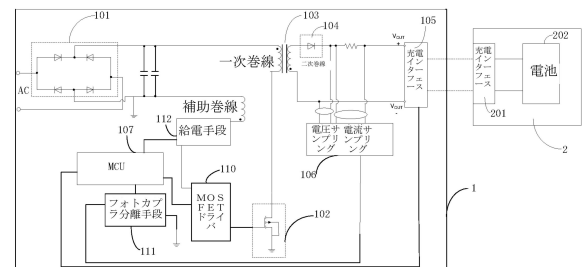 101
103
104
105
VOUT
+
202
一次巻線
二次巻線
充電インターフェース
電池
充電インターフェース
AC
補助巻線
VOUT
-
201
2
107
112
給電手段
電圧サンプリング
電流サンプリング
106
MCU
110
MOSFETドライバ
1
フォトカプラ分離手段
102
111